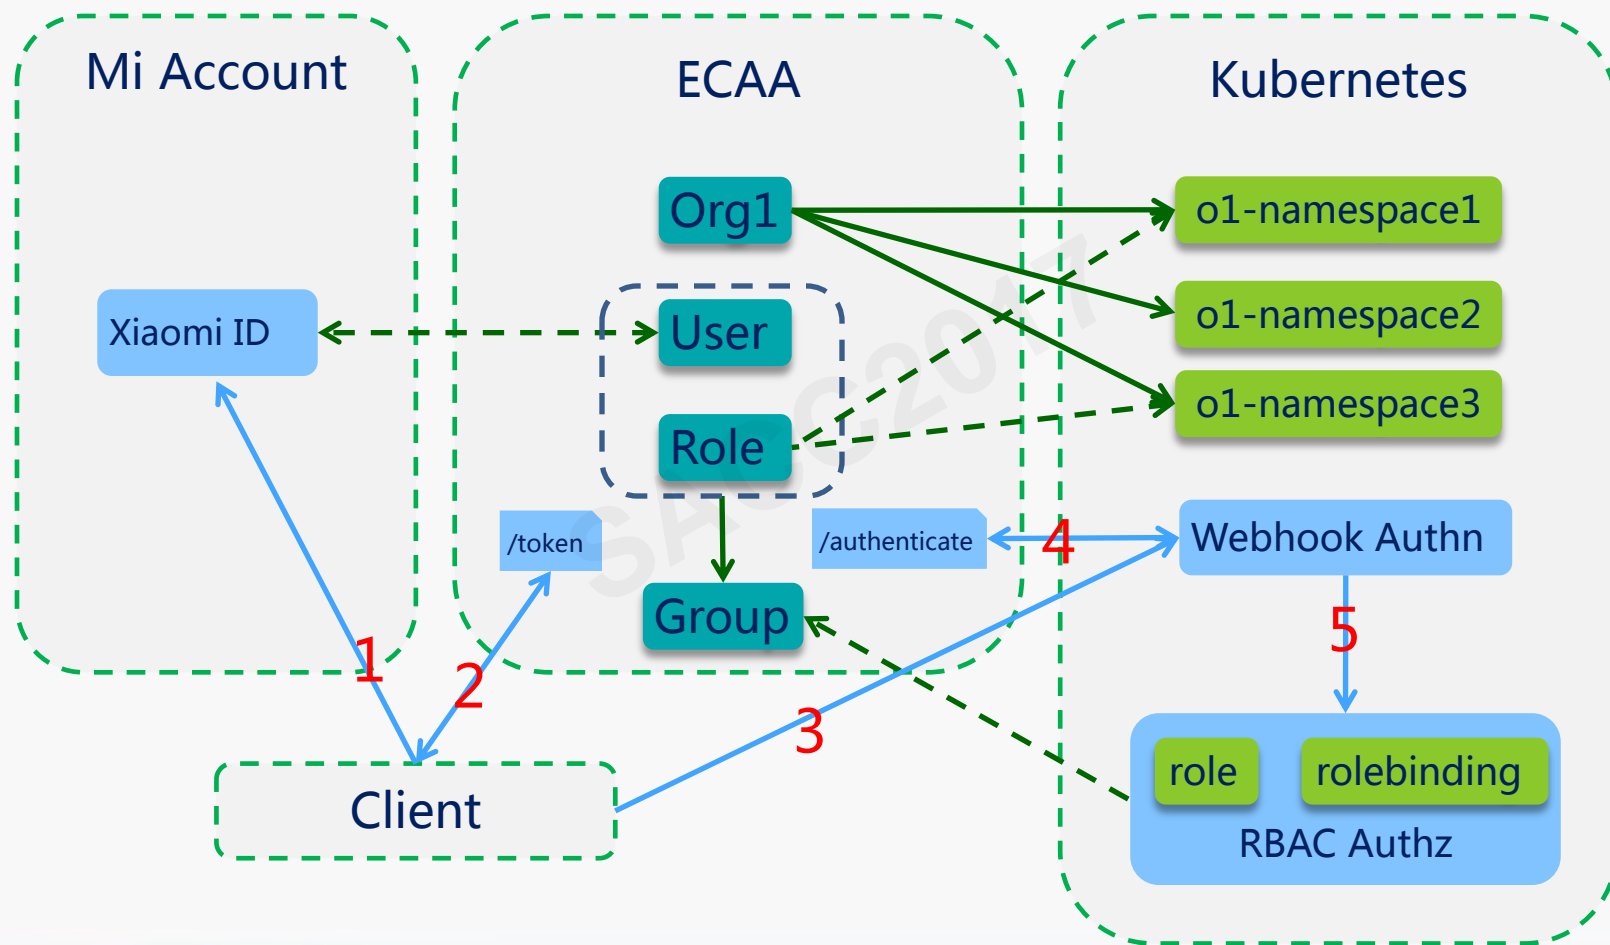 Mi Account
ECAA
Kubernetes
Org1
o1-namespace1
o1-namespace2
o1-namespace3
Xiaomi ID
User
Role
/token
/authenticate
4
Webhook Authn
Group
5
1
2
3
Client
role
rolebinding
RBAC Authz
SACC2017